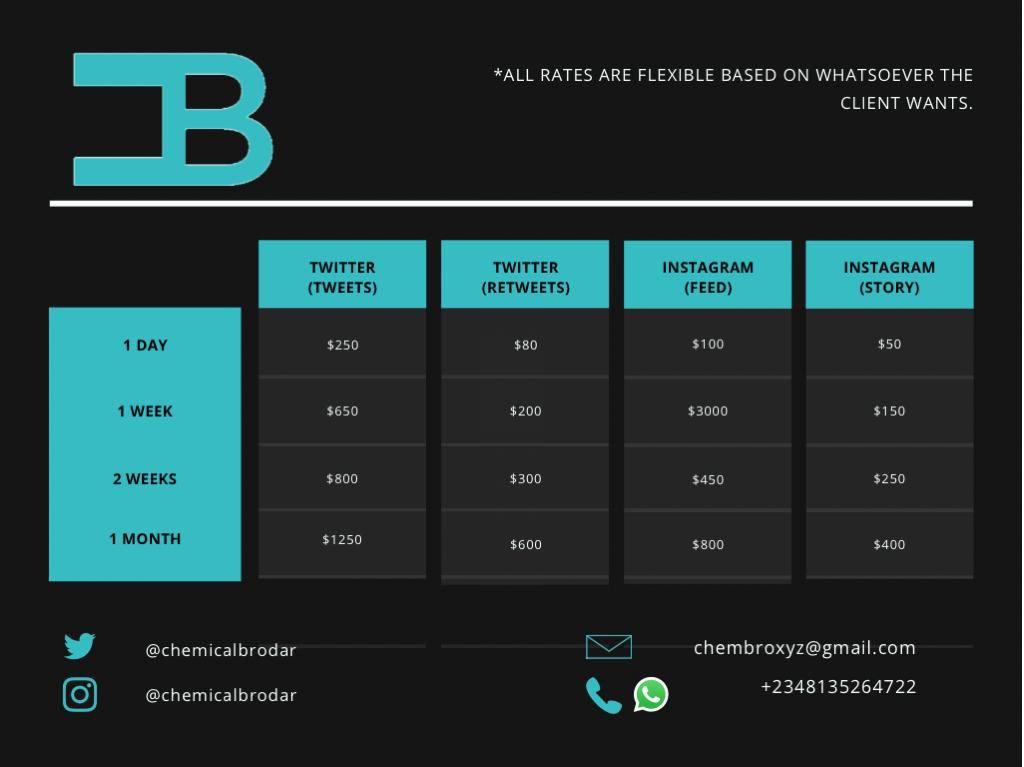 *ALL RATES ARE FLEXIBLE BASED ON WHATSOEVER THE
CLIENT WANTS.
TWITTER
(TWEETS)
TWITTER
(RETWEETS)
INSTAGRAM
(FEED)
INSTAGRAM
(STORY)
1 DAY $250 $80 $100 $50
1 WEEK $650 $200 $3000 $150
2 WEEKS $800 $300 $450 $250
1 MONTH $1250 $600 $800 $400
@chemicalbrodar
@chemicalbrodar
chembroxyz@gmail.com
+2348135264722